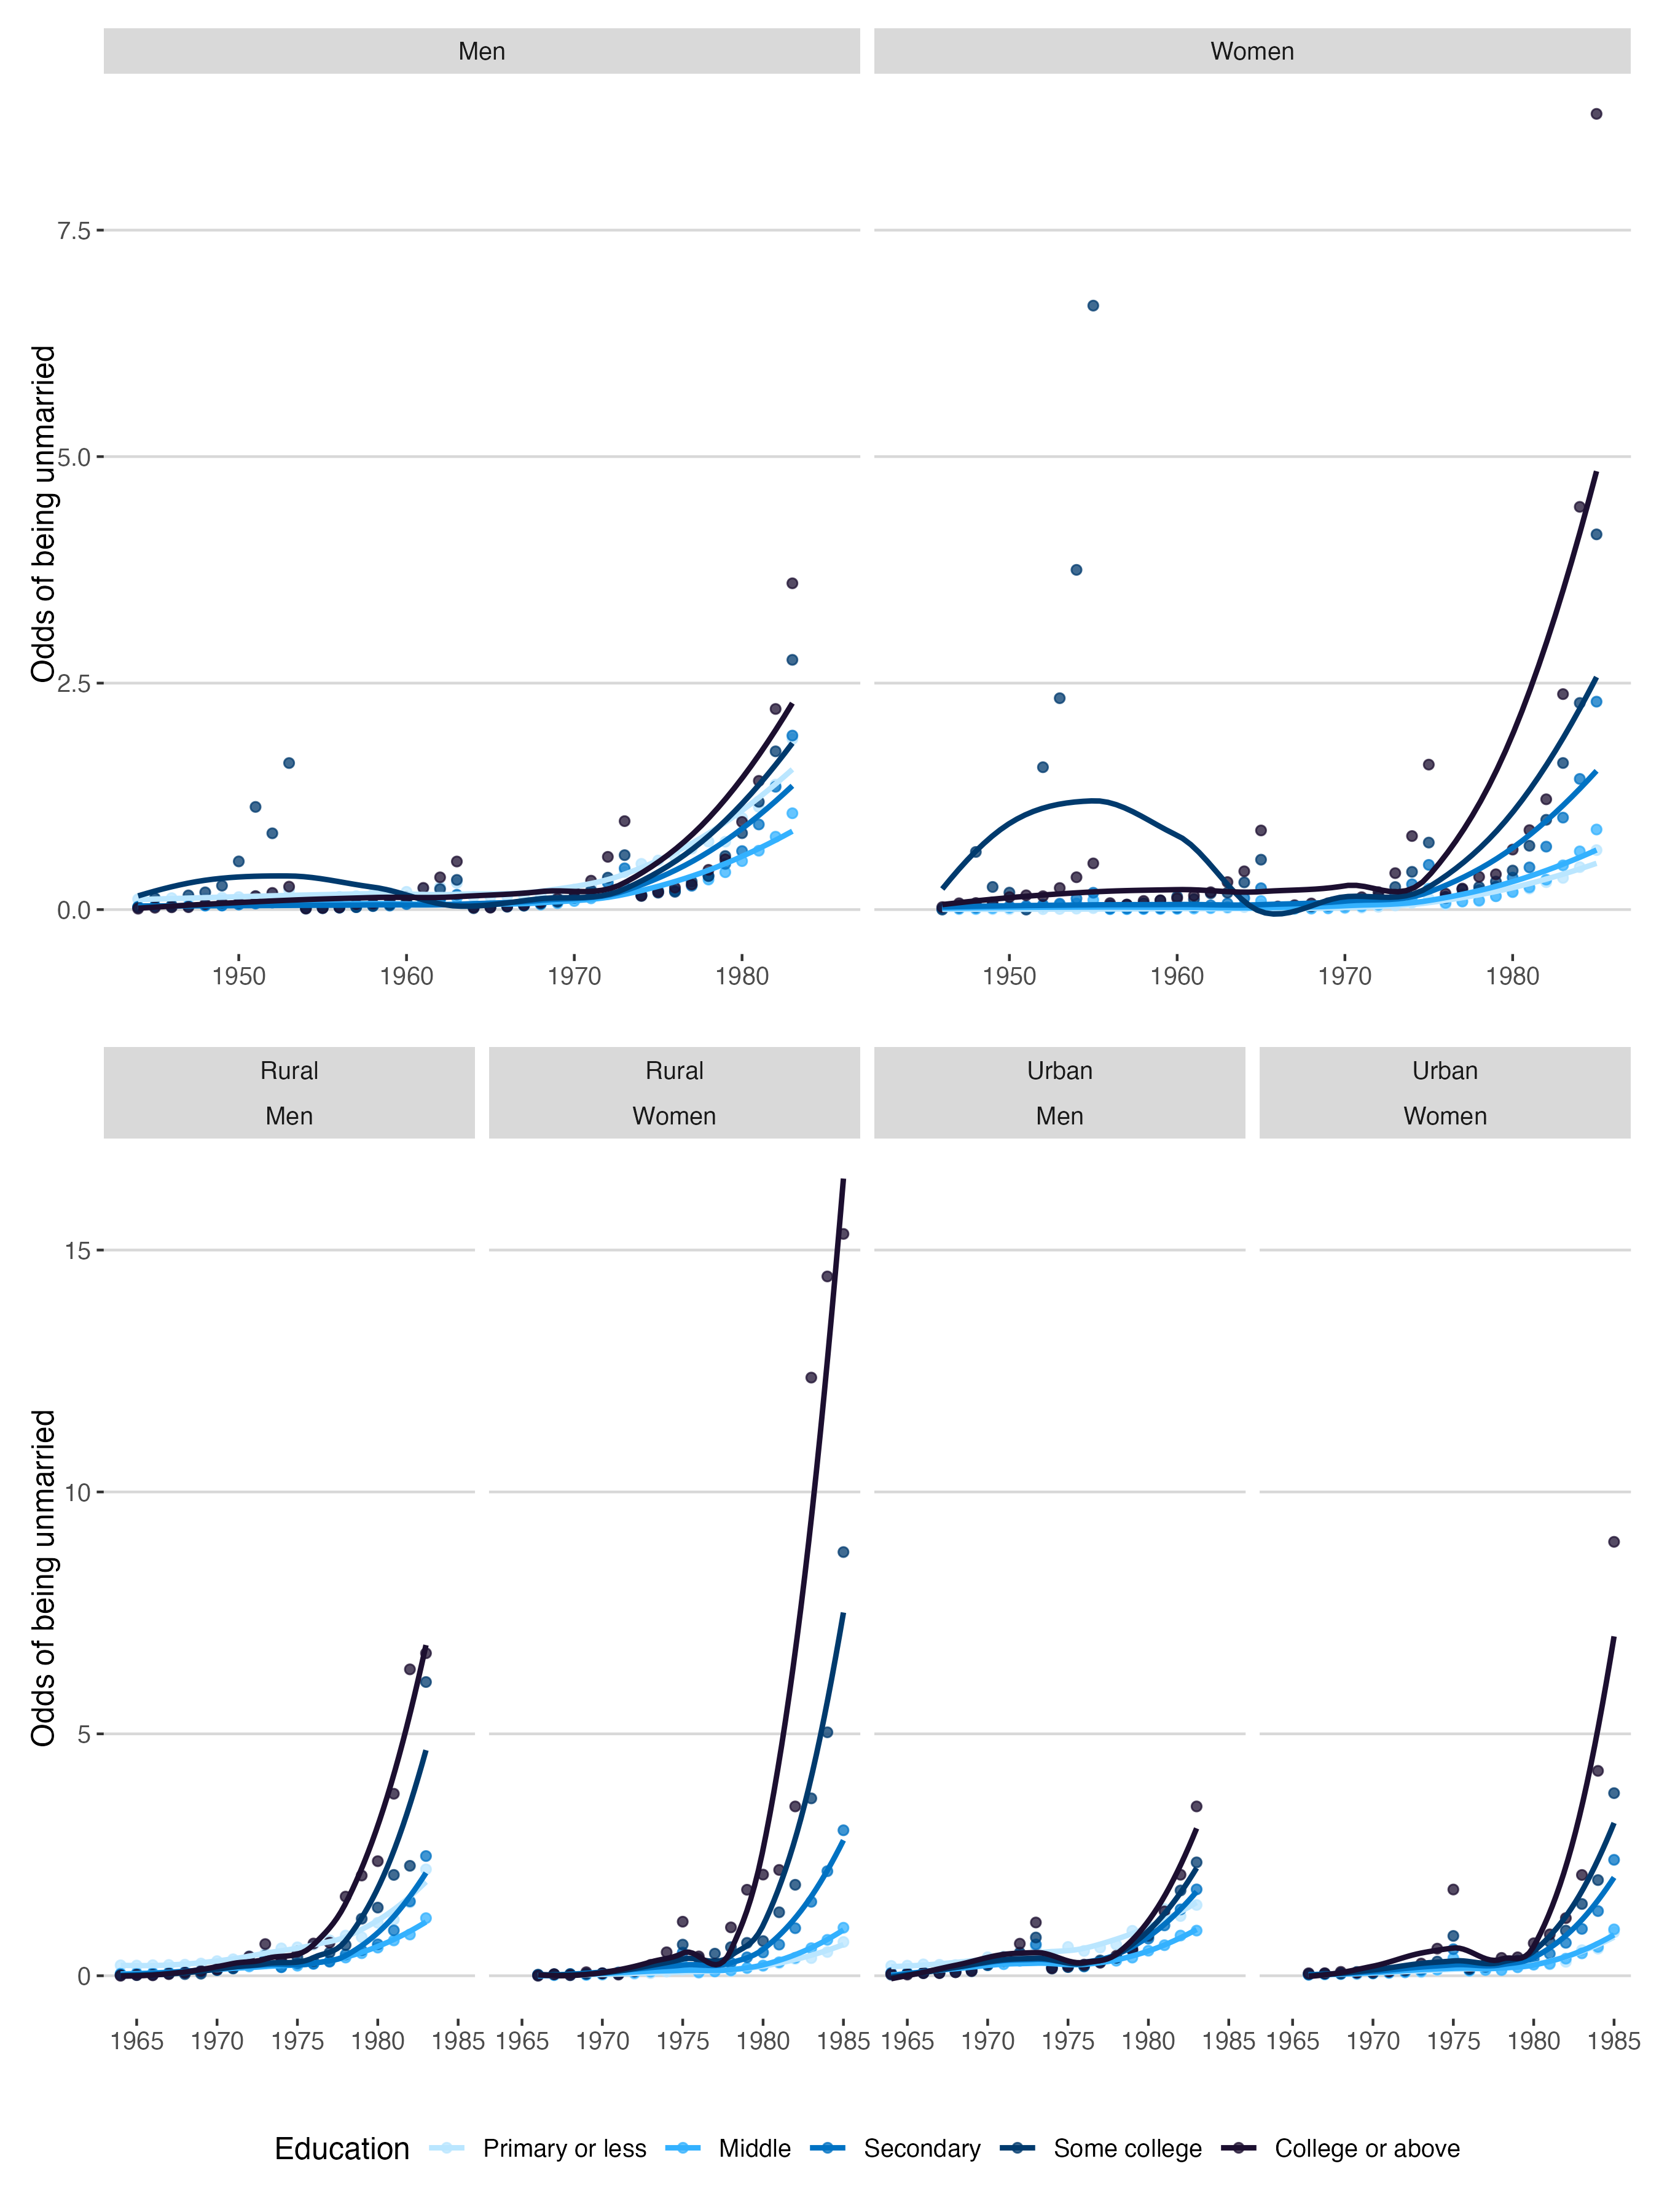 Men Women
Odds of being unmarried
7.5
5.0
2.5
0.0
1950 1960 1970 1980 1950 1960 1970 1980
Rural Rural Urban Urban
Men Women Men Women
Odds of being unmarried
15
10
5
0
1965 1970 1975 1980 1985 1965 1970 1975 1980 1985 1965 1970 1975 1980 1985 1965 1970 1975 1980 1985
Education Primary or less Middle Secondary Some college College or above